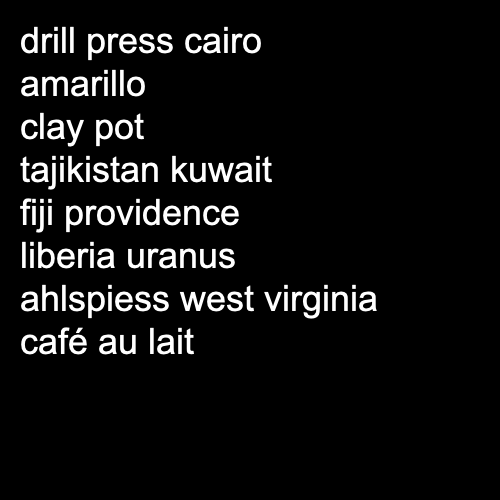 drill press cairo
amarillo
clay pot
tajikistan kuwait
fiji providence
liberia uranus
ahlspiess west virginia
café au lait